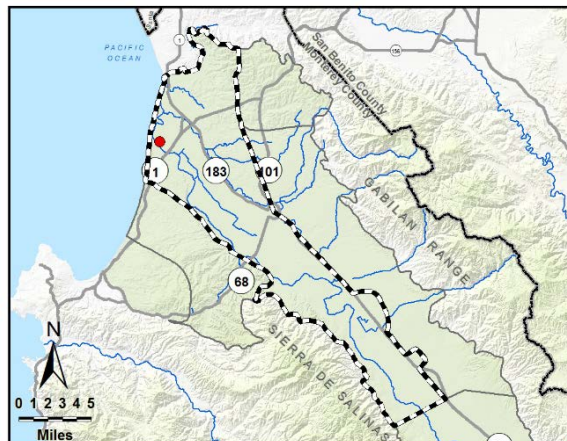 1
156
PACIFIC
OCEAN
San Benito County
Monterey County
183
101
1
GABILAN RANGE
68
SIERRA DE SALINAS
N
0 1 2 3 4 5
Miles